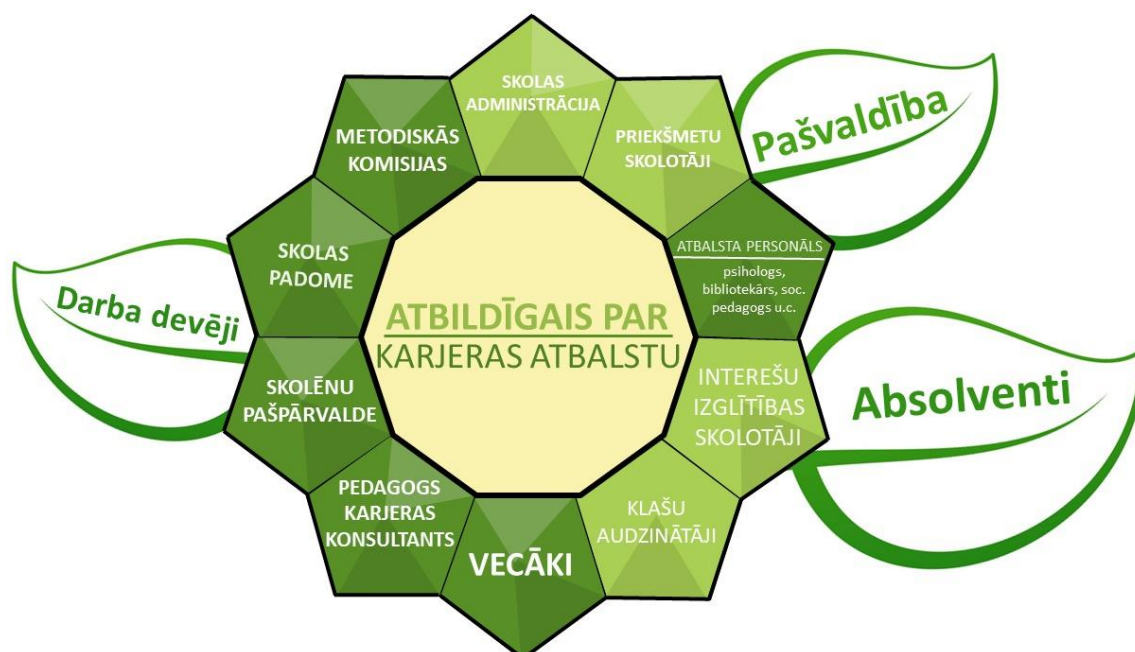 SKOLAS
ADMINISTRĀCIJA
PRIEKŠMETU
SKOLOTĀJI
ATBALSTA PERSONĀLS
psihologs,
bibliotekārs, soc.
pedagogs u.c.
INTEREŠU
IZGLĪTĪBAS
SKOLOTĀJI
KLAŠU
AUDZINĀTĀJI
VECĀKI
PEDAGOGS
KARJERAS
KONSULTANTS
SKOLĒNU
PAŠPĀRVALDE
SKOLAS
PADOME
METODISKĀS
KOMISIJAS
ATBILDĪGAIS PAR
KARJERAS ATBALSTU
Pašvaldība
Absolventi
Darba devēji